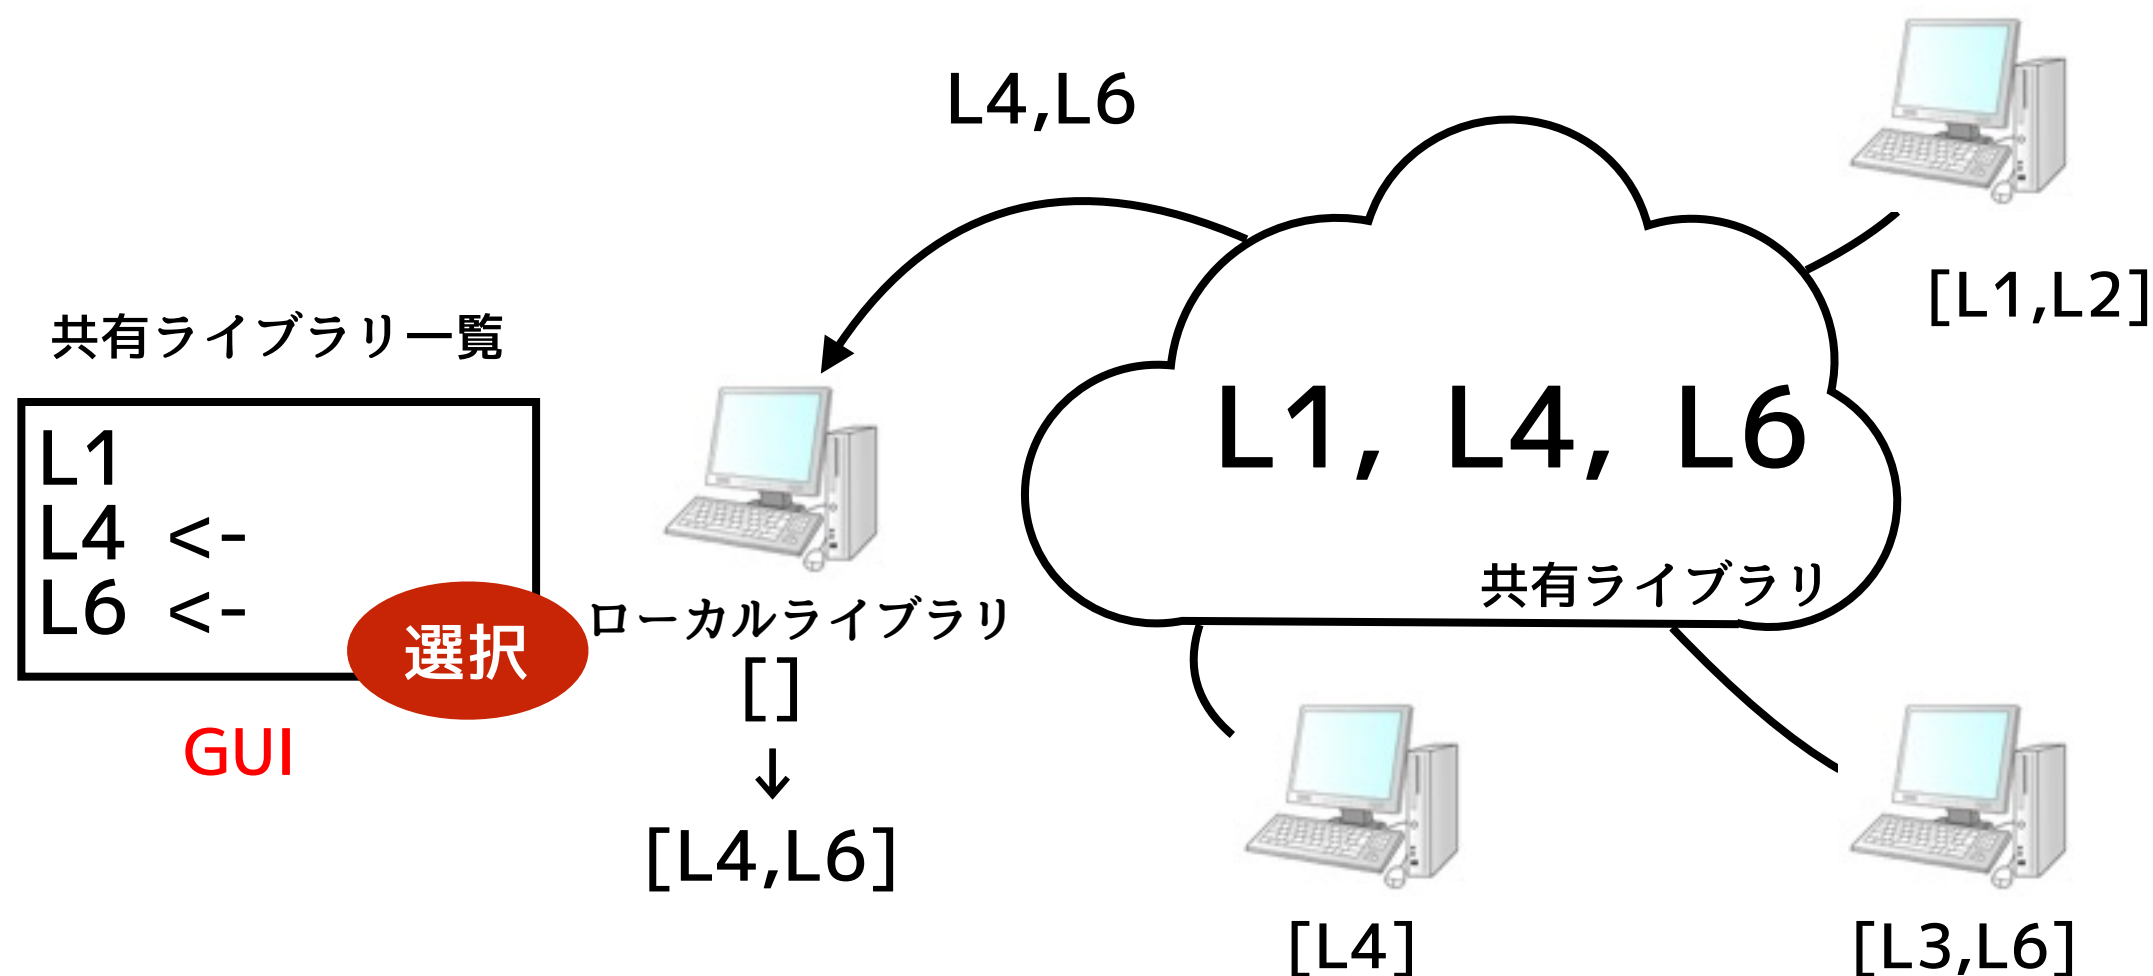 L4,L6
[L1,L2]
共有ライブラリ一覧
L1
L4 <-
L6 <-
選択
GUI
ローカルライブラリ
[]
↓
[L4,L6]
L1, L4, L6
共有ライブラリ
[L4]
[L3,L6]